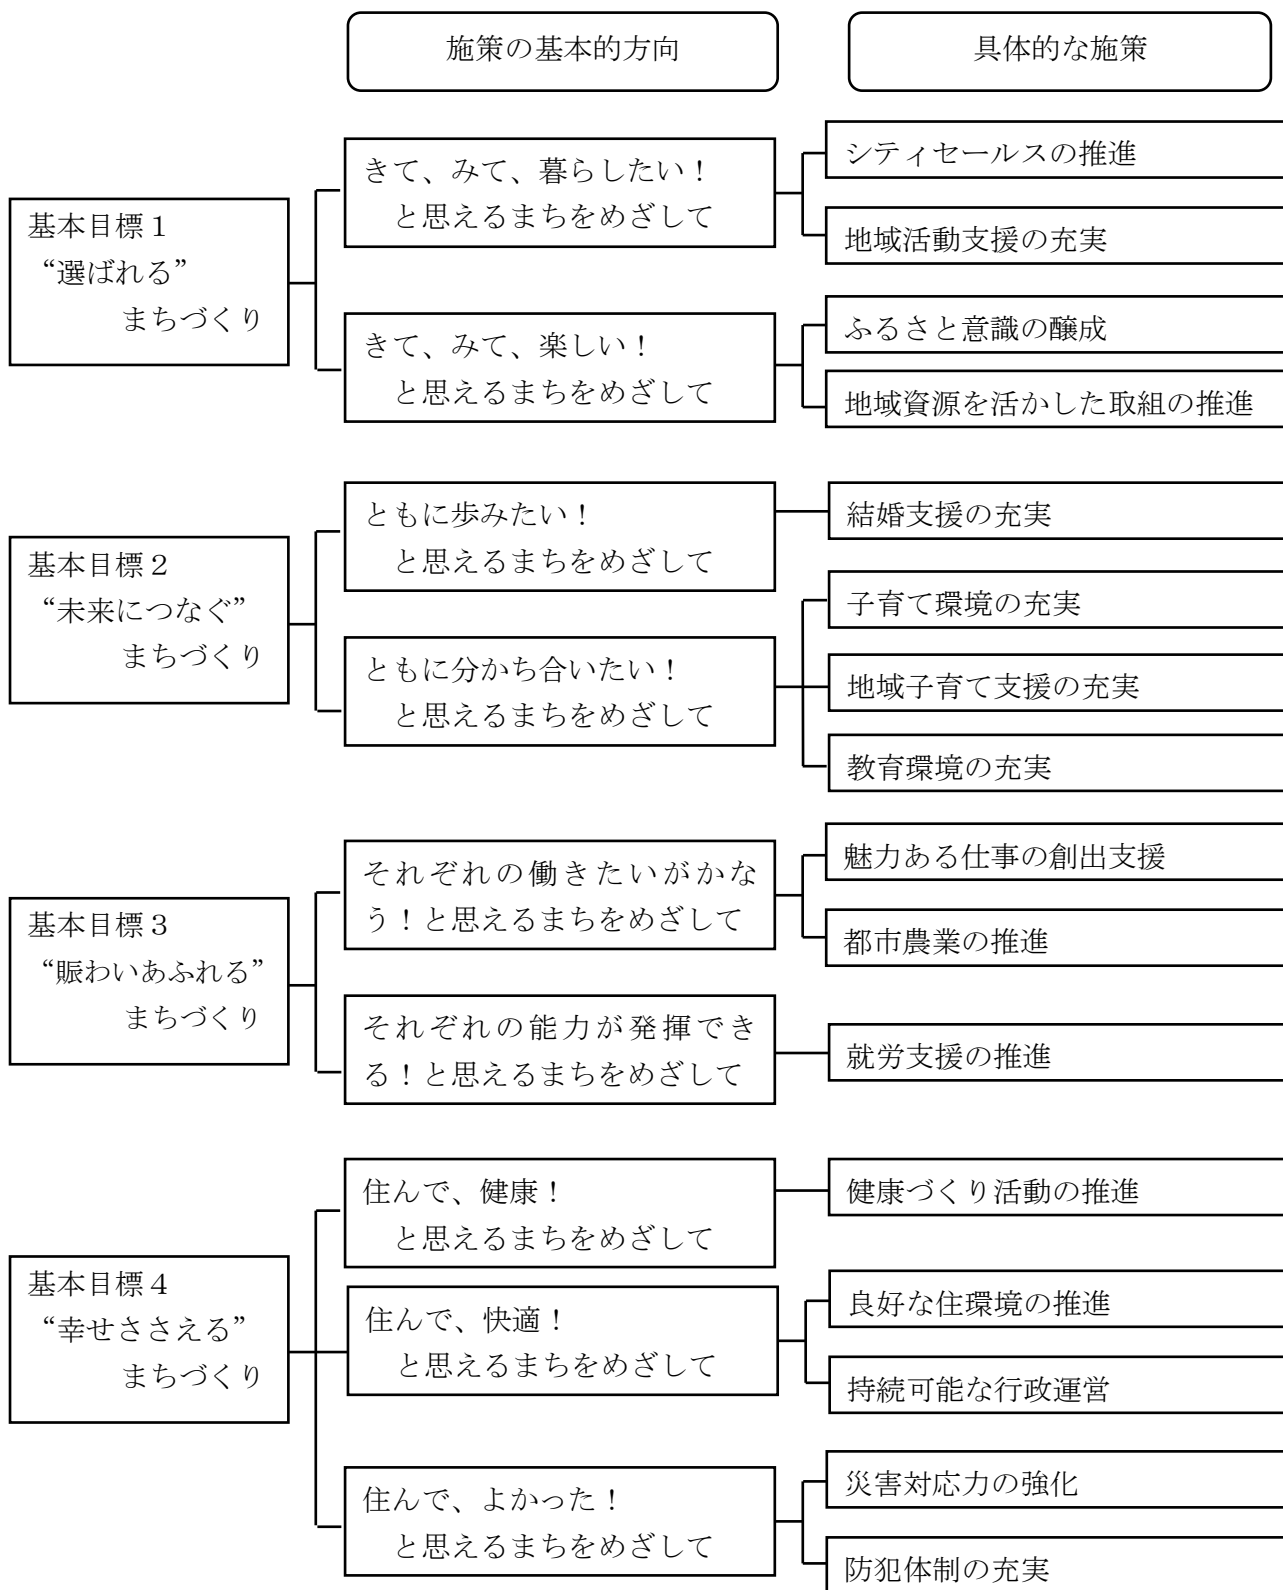 施策の基本的方向
具体的な施策
基本目標１
“選ばれる”
まちづくり
きて、みて、暮らしたい！
と思えるまちをめざして
シティセールスの推進
地域活動支援の充実
きて、みて、楽しい！
と思えるまちをめざして
ふるさと意識の醸成
地域資源を活かした取組の推進
基本目標２
“未来につなぐ”
まちづくり
ともに歩みたい！
と思えるまちをめざして
結婚支援の充実
ともに分かち合いたい！
と思えるまちをめざして
子育て環境の充実
地域子育て支援の充実
教育環境の充実
基本目標３
“賑わいあふれる”
まちづくり
それぞれの働きたいがかな
う！と思えるまちをめざして
魅力ある仕事の創出支援
都市農業の推進
それぞれの能力が発揮でき
る！と思えるまちをめざして
就労支援の推進
基本目標４
“幸せささえる”
まちづくり
住んで、健康！
と思えるまちをめざして
健康づくり活動の推進
住んで、快適！
と思えるまちをめざして
良好な住環境の推進
持続可能な行政運営
住んで、よかった！
と思えるまちをめざして
災害対応力の強化
防犯体制の充実